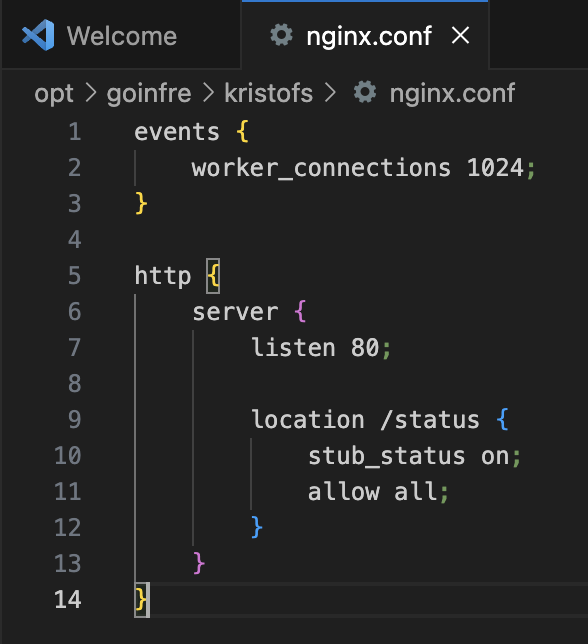 Welcome
nginx.conf
opt > goinfre > kristofs > nginx.conf
1 events {
2     worker_connections 1024;
3 }
4
5 http {
6     server {
7         listen 80;
8
9         location /status {
10             stub_status on;
11             allow all;
12         }
13     }
14 }